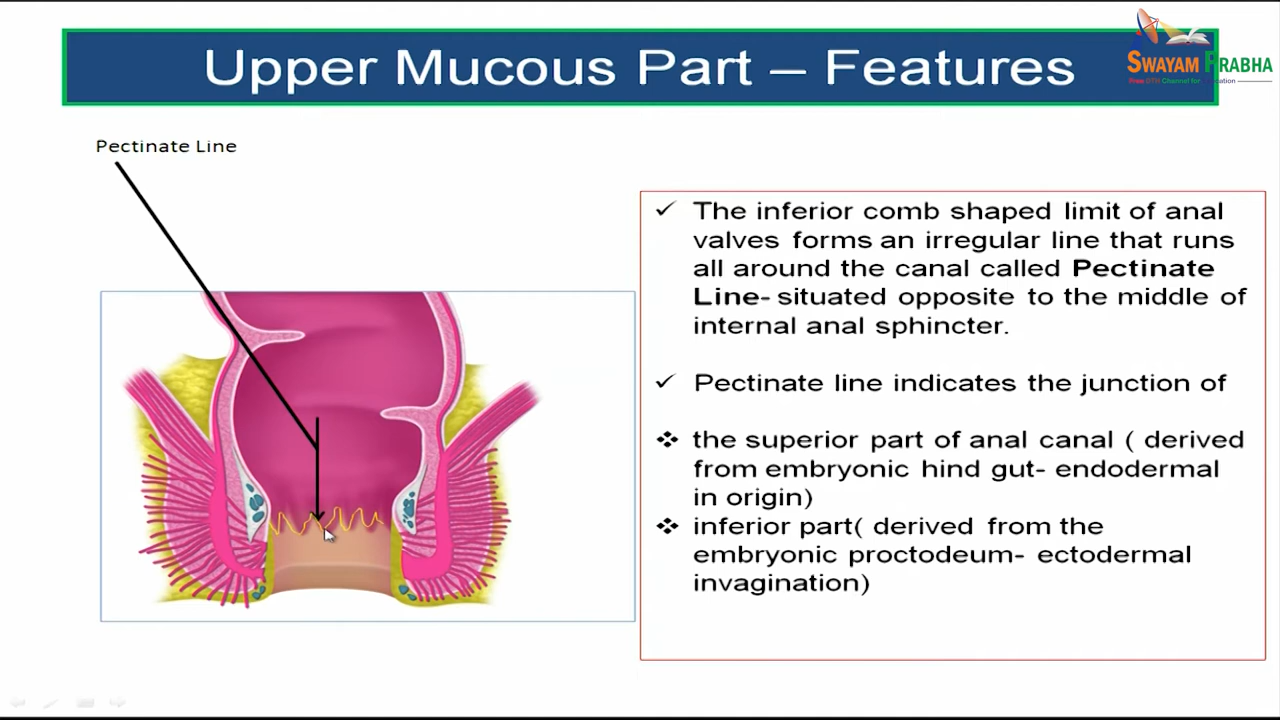 Upper Mucous Part – Features
SWAYAM PRABHA
Pectinate Line
✓ The inferior comb shaped limit of anal
valves forms an irregular line that runs
all around the canal called Pectinate
Line- situated opposite to the middle of
internal anal sphincter.
✓ Pectinate line indicates the junction of
❖ the superior part of anal canal ( derived
from embryonic hind gut- endodermal
in origin)
❖ inferior part( derived from the
embryonic proctodeum- ectodermal
invagination)